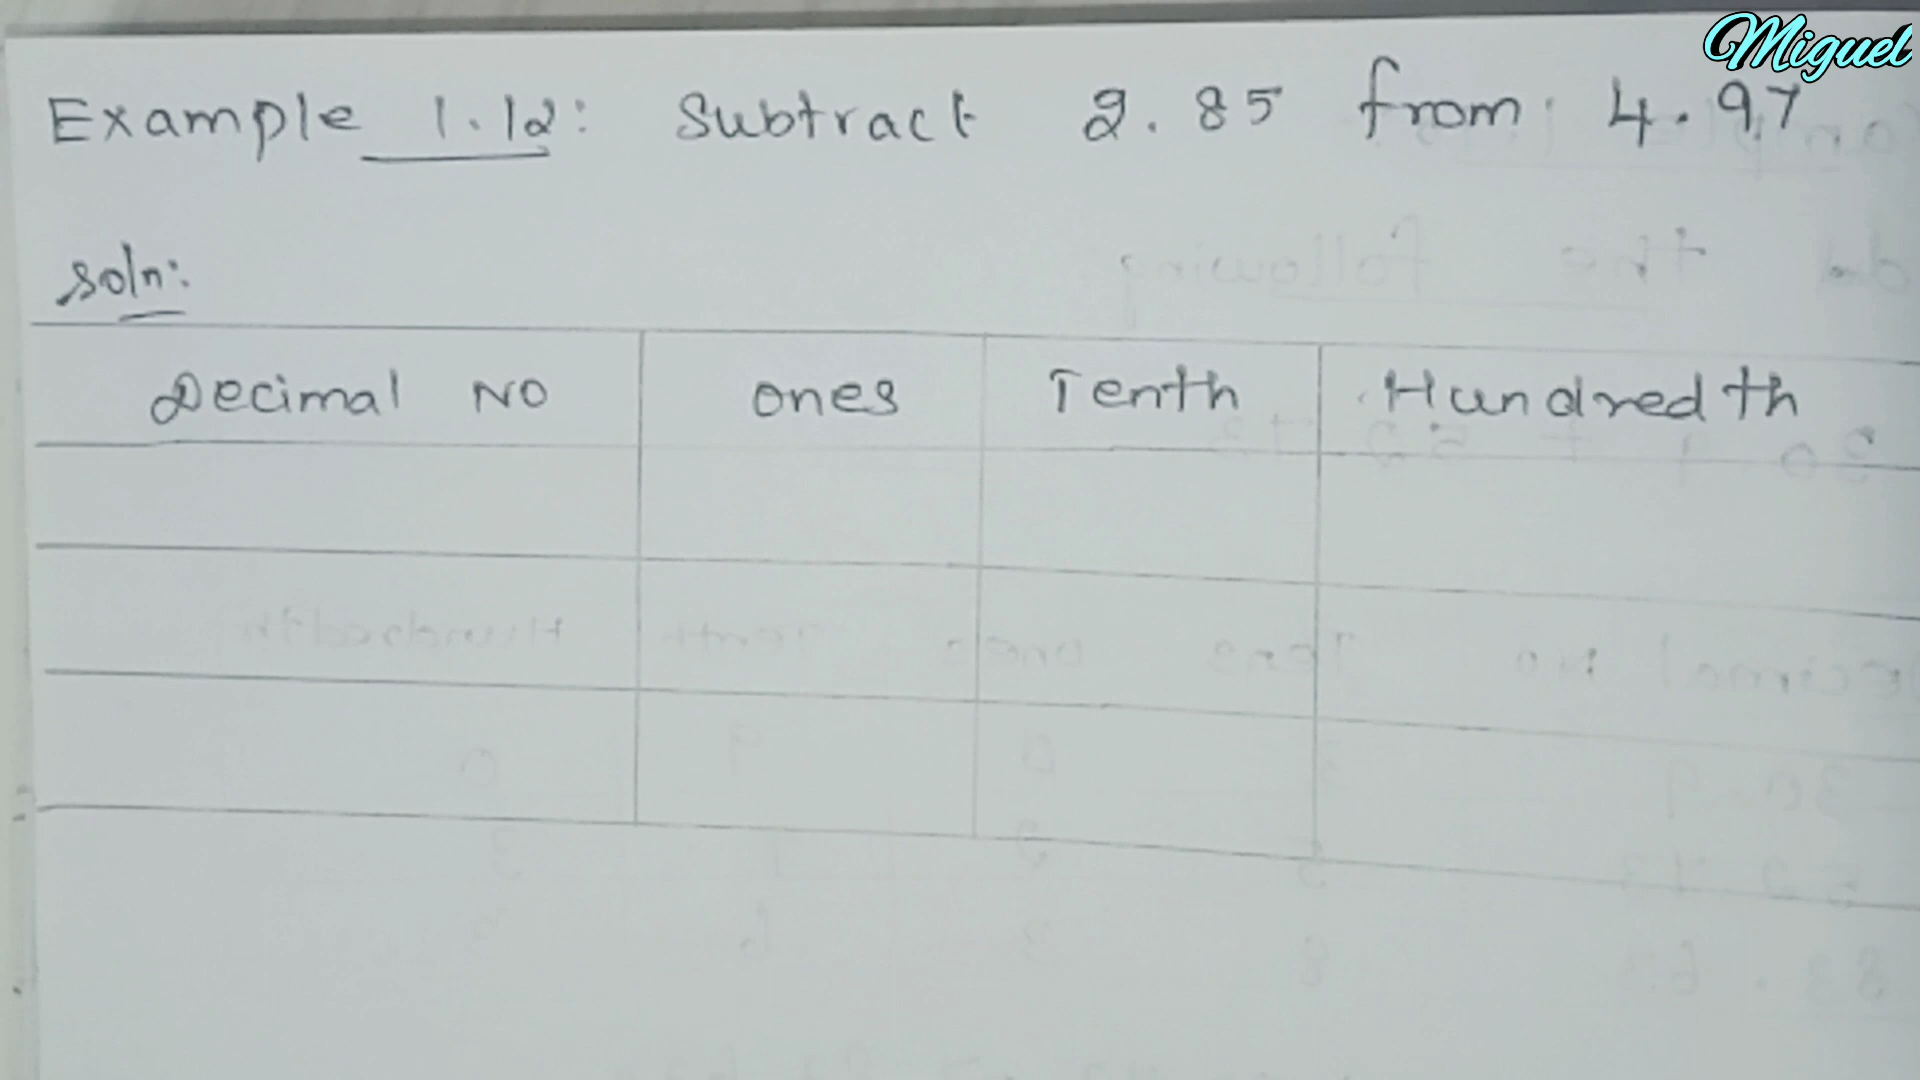 Miguel
Example 1.12: Subtract 2.85 from 4.97
Soln:
Decimal NO ones Tenth Hundredth